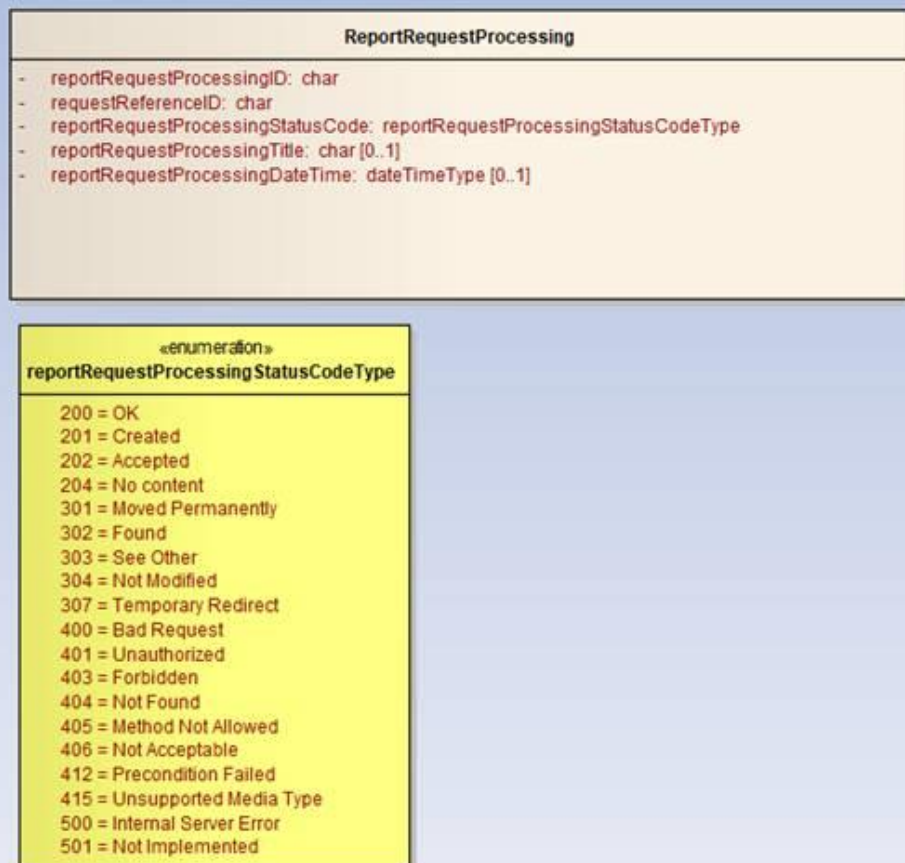 ReportRequestProcessing
- reportRequestProcessingID: char
- requestReferenceID: char
- reportRequestProcessingStatusCode: reportRequestProcessingStatusCodeType
- reportRequestProcessingTitle: char [0..1]
- reportRequestProcessingDateTime: dateTimeType [0..1]
«enumeration»
reportRequestProcessingStatusCodeType
200 = OK
201 = Created
202 = Accepted
204 = No content
301 = Moved Permanently
302 = Found
303 = See Other
304 = Not Modified
307 = Temporary Redirect
400 = Bad Request
401 = Unauthorized
403 = Forbidden
404 = Not Found
405 = Method Not Allowed
406 = Not Acceptable
412 = Precondition Failed
415 = Unsupported Media Type
500 = Internal Server Error
501 = Not Implemented